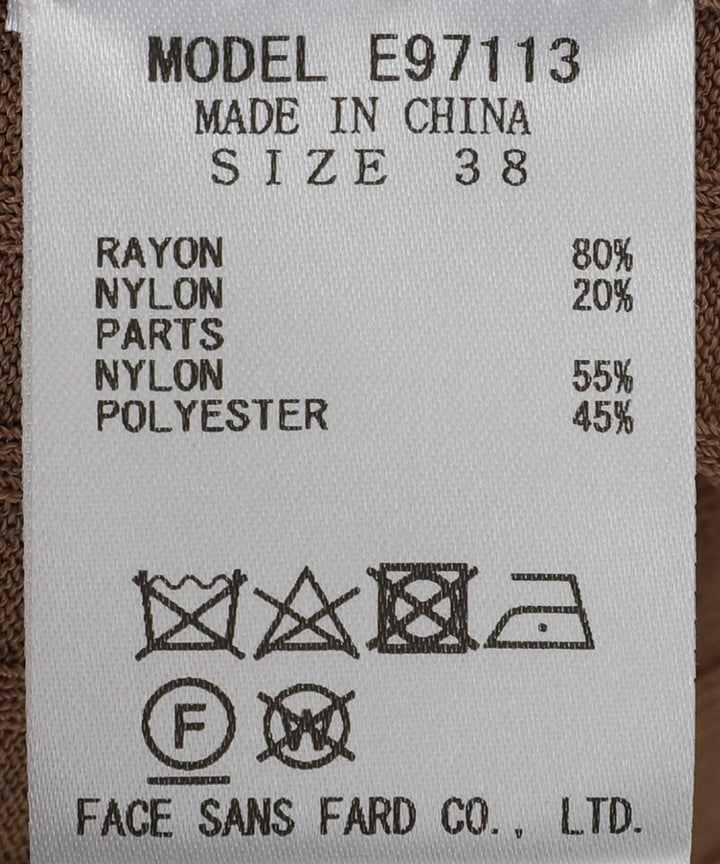 MODEL E97113
MADE IN CHINA
SIZE 38
RAYON 80%
NYLON 20%
PARTS
NYLON 55%
POLYESTER 45%
F W
FACE SANS FARD CO., LTD.